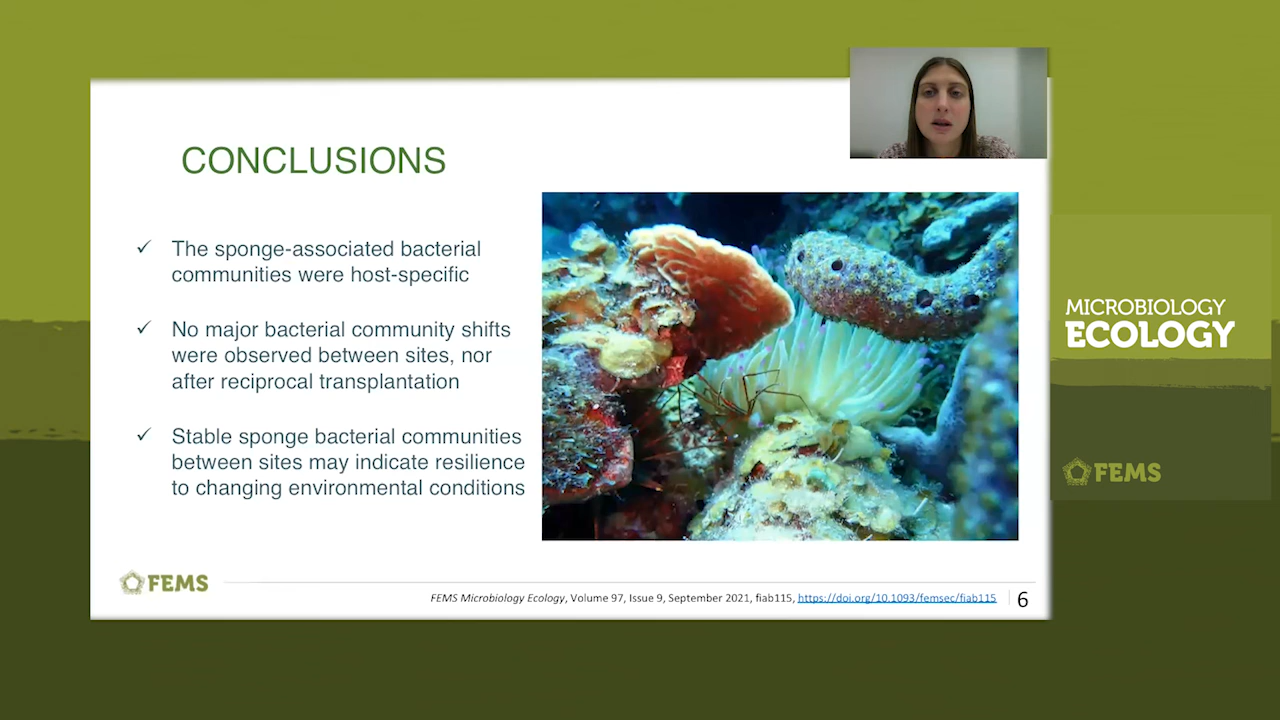 CONCLUSIONS
✓ The sponge-associated bacterial
communities were host-specific
✓ No major bacterial community shifts
were observed between sites, nor
after reciprocal transplantation
✓ Stable sponge bacterial communities
between sites may indicate resilience
to changing environmental conditions
FEMS
FEMS Microbiology Ecology, Volume 97, Issue 9, September 2021, fiab115, https://doi.org/10.1093/femsec/fiab115
6
MICROBIOLOGY
ECOLOGY
FEMS